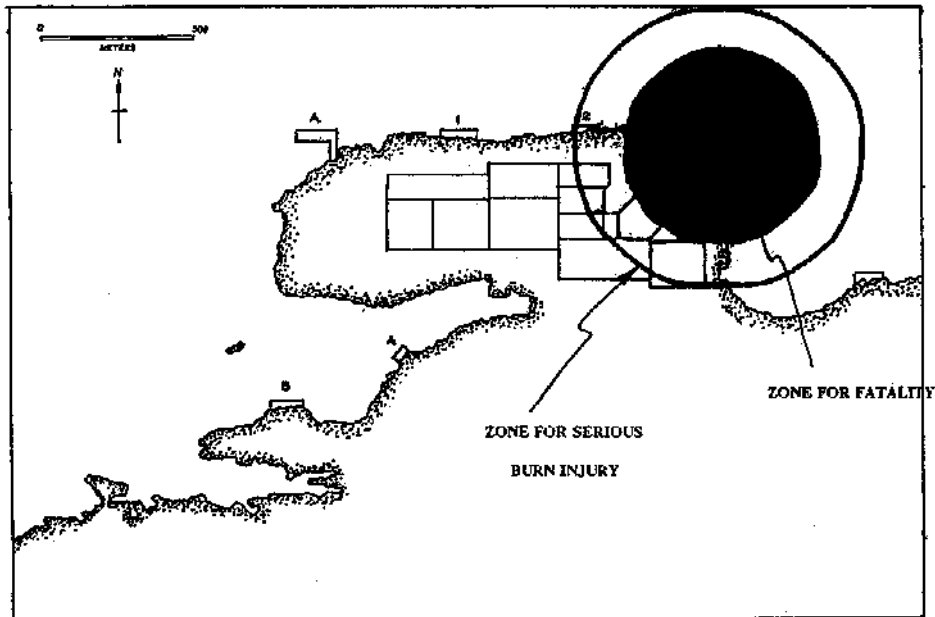 0 500
METERS
N
A
1
2
A
B
ZONE FOR FATALITY
ZONE FOR SERIOUS
BURN INJURY